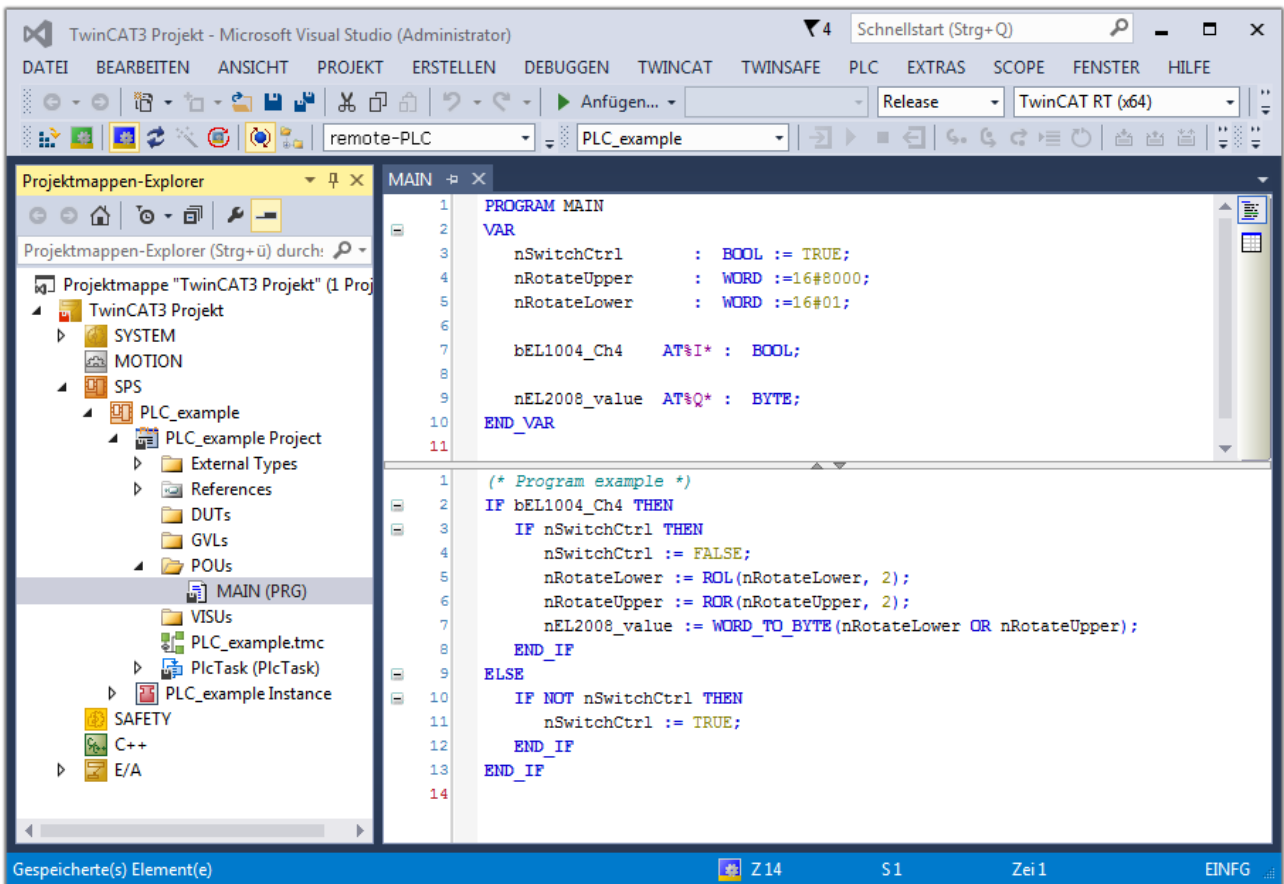 TwinCAT3 Projekt - Microsoft Visual Studio (Administrator) 4 Schnellstart (Strg+Q)
DATEI BEARBEITEN ANSICHT PROJEKT ERSTELLEN DEBUGGEN TWINCAT TWINSAFE PLC EXTRAS SCOPE FENSTER HILFE
Anfügen... Release TwinCAT RT (x64)
remote-PLC PLC_example
Projektmappen-Explorer
Projektmappen-Explorer (Strg+ü) durch:
Projektmappe "TwinCAT3 Projekt" (1 Proj
TwinCAT3 Projekt
SYSTEM
MOTION
SPS
PLC_example
PLC_example Project
External Types
References
DUTs
GVLs
POUs
MAIN (PRG)
VISUs
PLC_example.tmc
PlcTask (PlcTask)
PLC_example Instance
SAFETY
C++
E/A
MAIN
1 PROGRAM MAIN
2 VAR
3 nSwitchCtrl : BOOL := TRUE;
4 nRotateUpper : WORD :=16#8000;
5 nRotateLower : WORD :=16#01;
6
7 bEL1004_Ch4 AT%I* : BOOL;
8
9 nEL2008_value AT%Q* : BYTE;
10 END_VAR
11
1 (* Program example *)
2 IF bEL1004_Ch4 THEN
3 IF nSwitchCtrl THEN
4 nSwitchCtrl := FALSE;
5 nRotateLower := ROL(nRotateLower, 2);
6 nRotateUpper := ROR(nRotateUpper, 2);
7 nEL2008_value := WORD_TO_BYTE(nRotateLower OR nRotateUpper);
8 END_IF
9 ELSE
10 IF NOT nSwitchCtrl THEN
11 nSwitchCtrl := TRUE;
12 END_IF
13 END_IF
14
Gespeicherte(s) Element(e) Z 14 S 1 Zei 1 EINFG